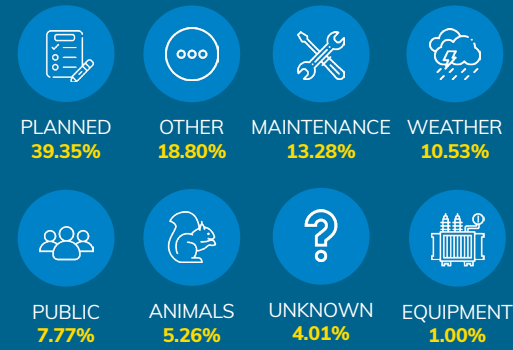 PLANNED OTHER MAINTENANCE WEATHER
39.35% 18.80% 13.28% 10.53%
?
PUBLIC ANIMALS UNKNOWN EQUIPMENT
7.77% 5.26% 4.01% 1.00%